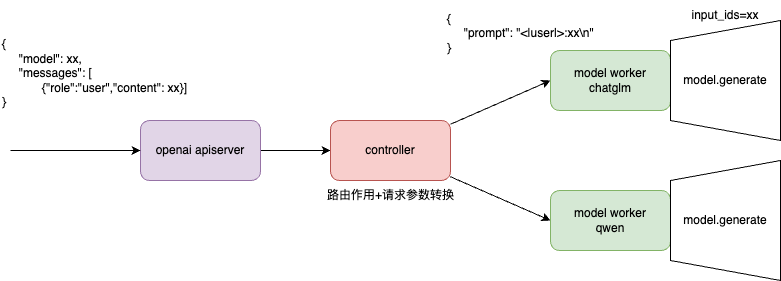 {
"model": xx,
"messages": [
{"role":"user","content": xx}]
}
openai apiserver
controller
路由作用+请求参数转换
{
"prompt": "<|user|>:xx\n"
}
model worker
chatglm
input_ids=xx
model.generate
model worker
qwen
model.generate